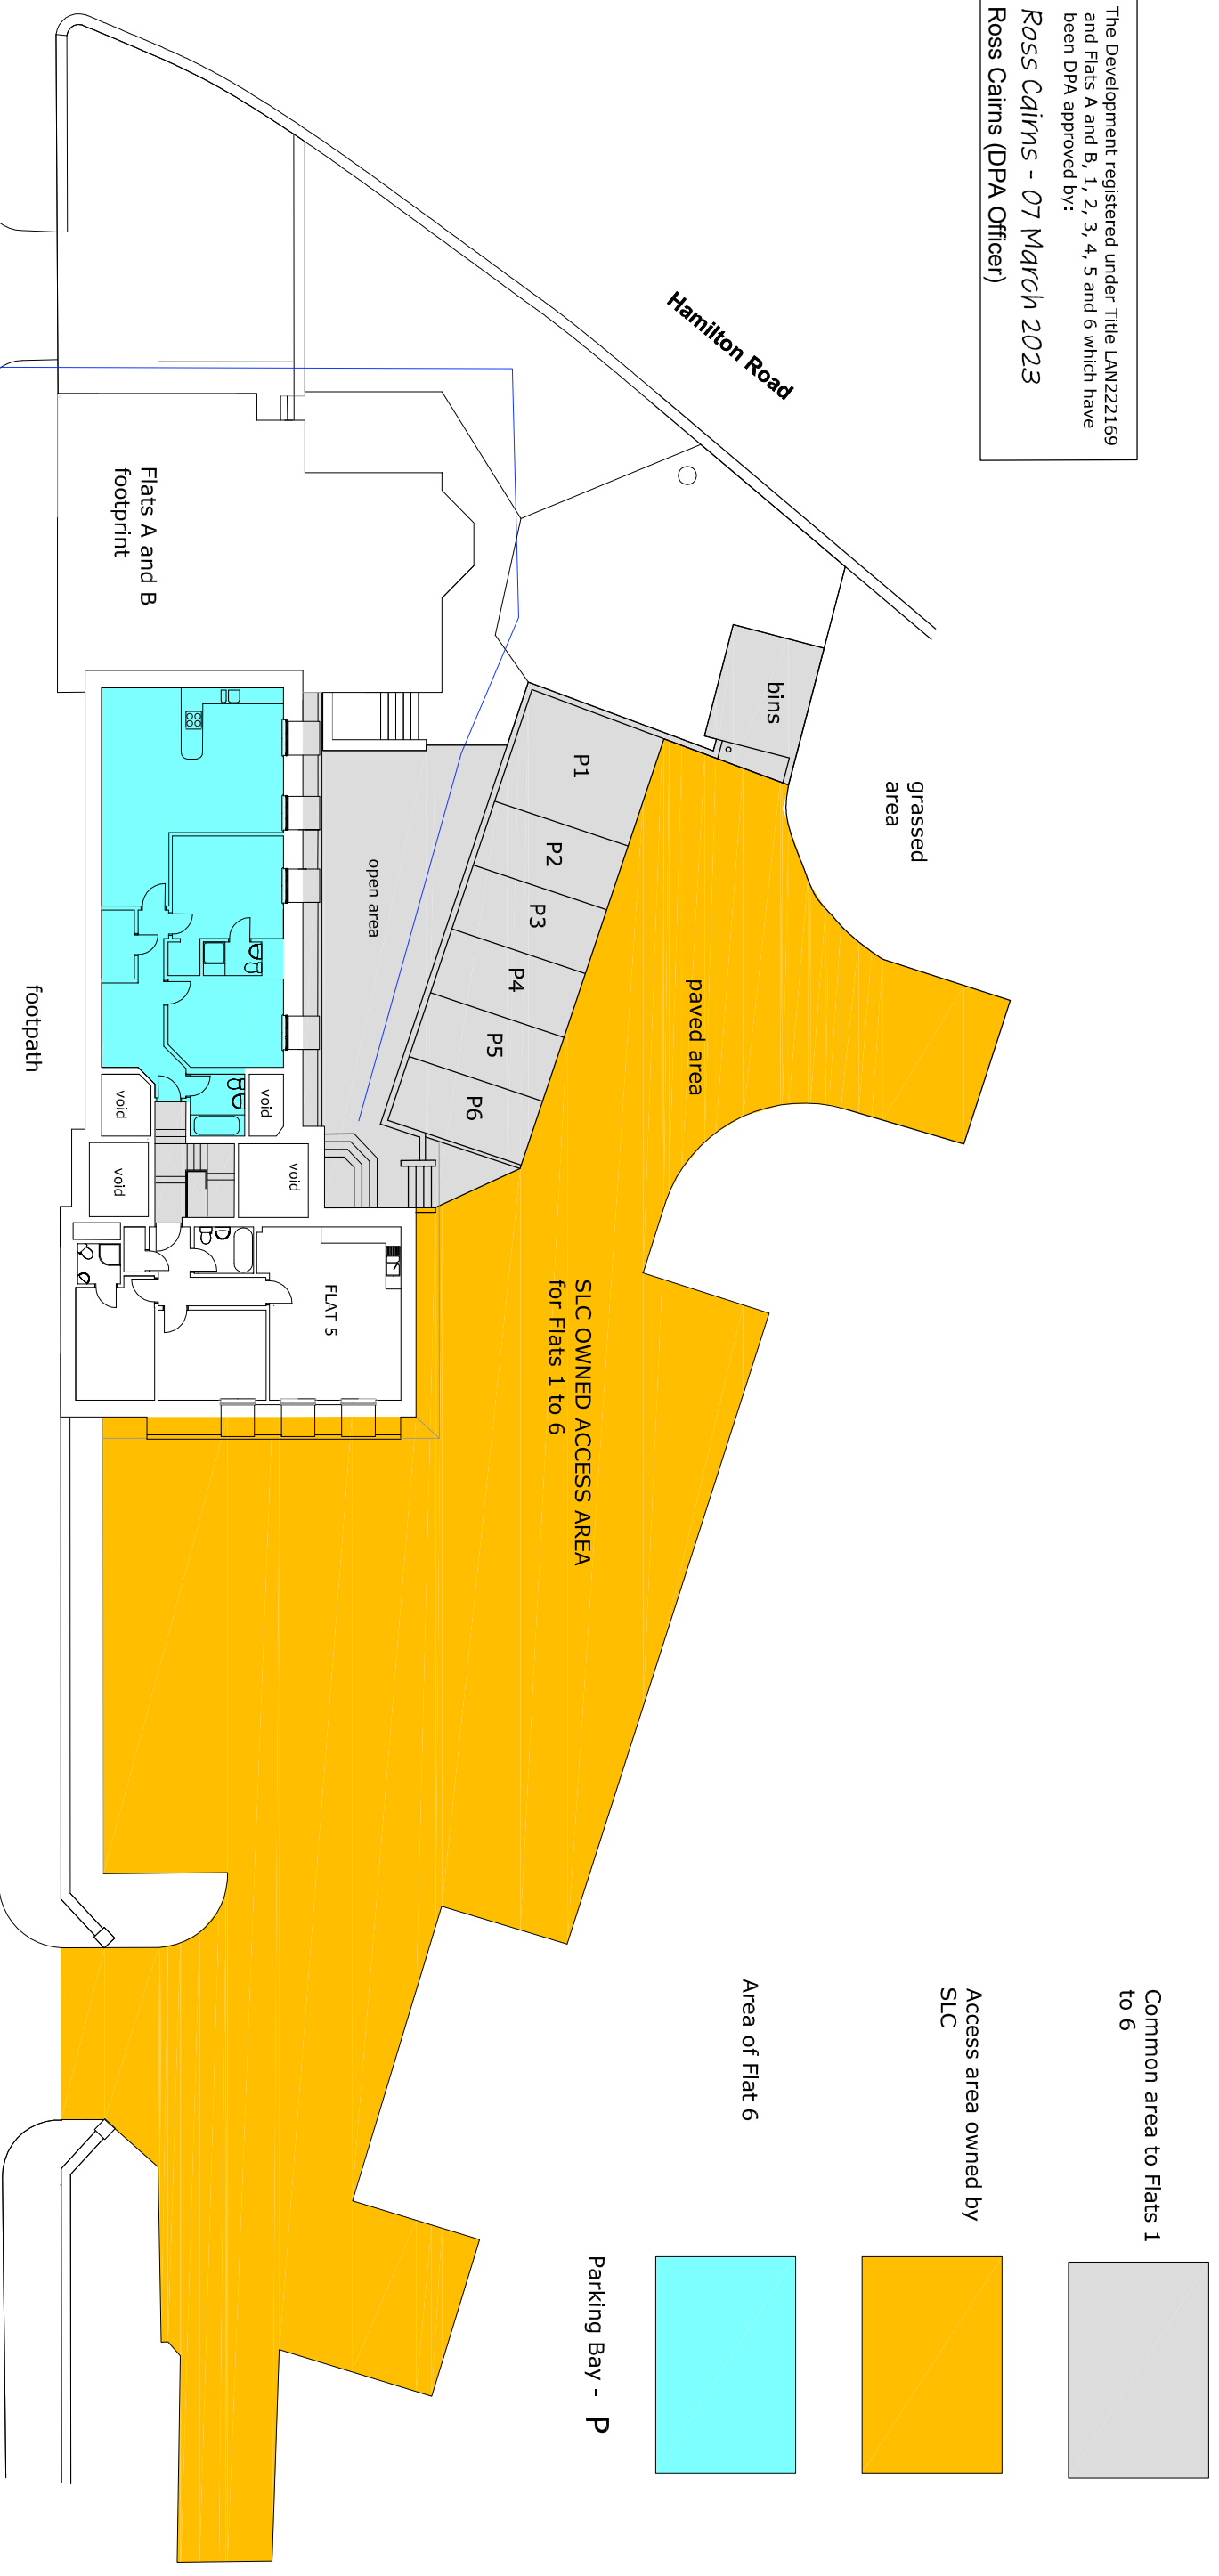 The Development registered under Title LAN222169
and Flats A and B, 1, 2, 3, 4, 5 and 6 which have
been DPA approved by:
Ross Cairns - 07 March 2023
Ross Cairns (DPA Officer)
Hamilton Road
grassed
area
bins
P1
P2
P3
P4
P5
P6
paved area
open area
Flats A and B
footprint
footpath
void
void
void
void
FLAT 5
SLC OWNED ACCESS AREA
for Flats 1 to 6
Common area to Flats 1
to 6
Access area owned by
SLC
Area of Flat 6
Parking Bay - P